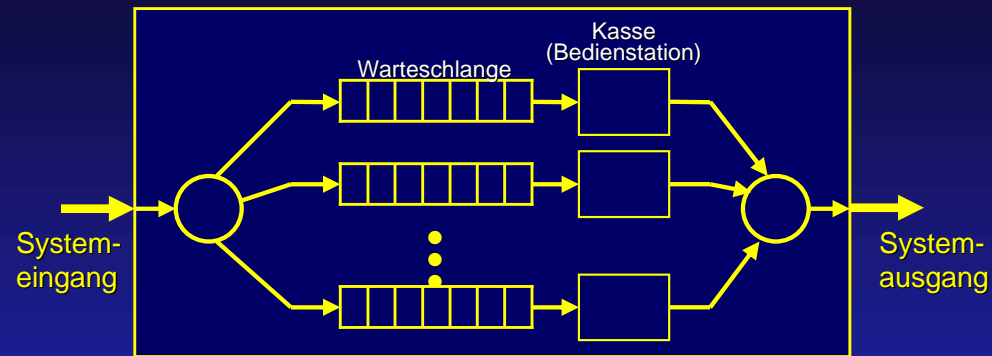 Kasse
(Bedienstation)
Warteschlange
System-
eingang
System-
ausgang